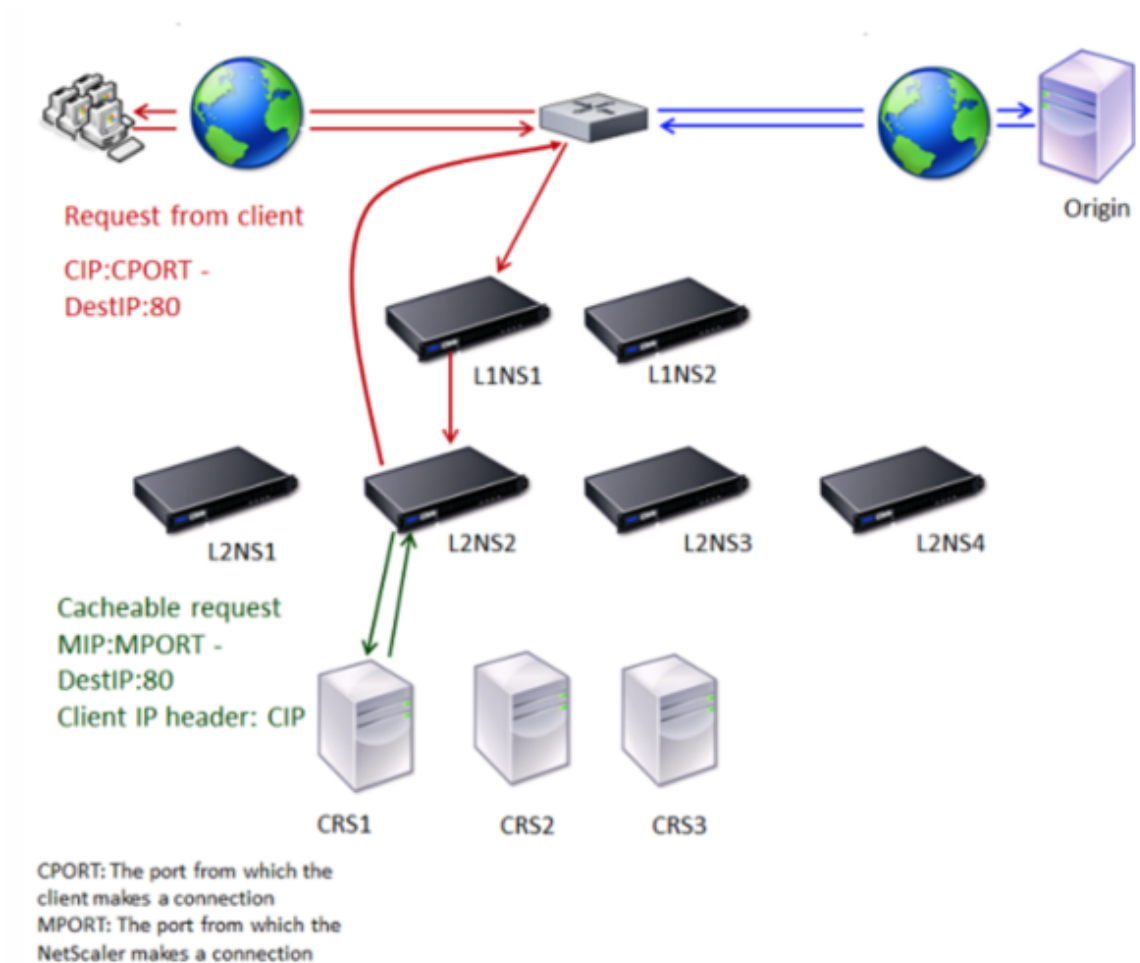 Origin
Request from client
CIP:CPORT -
DestIP:80
L1NS1
L1NS2
L2NS1
L2NS2
L2NS3
L2NS4
Cacheable request
MIP:MPORT -
DestIP:80
Client IP header: CIP
CRS1
CRS2
CRS3
CPORT: The port from which the
client makes a connection
MPORT: The port from which the
NetScaler makes a connection